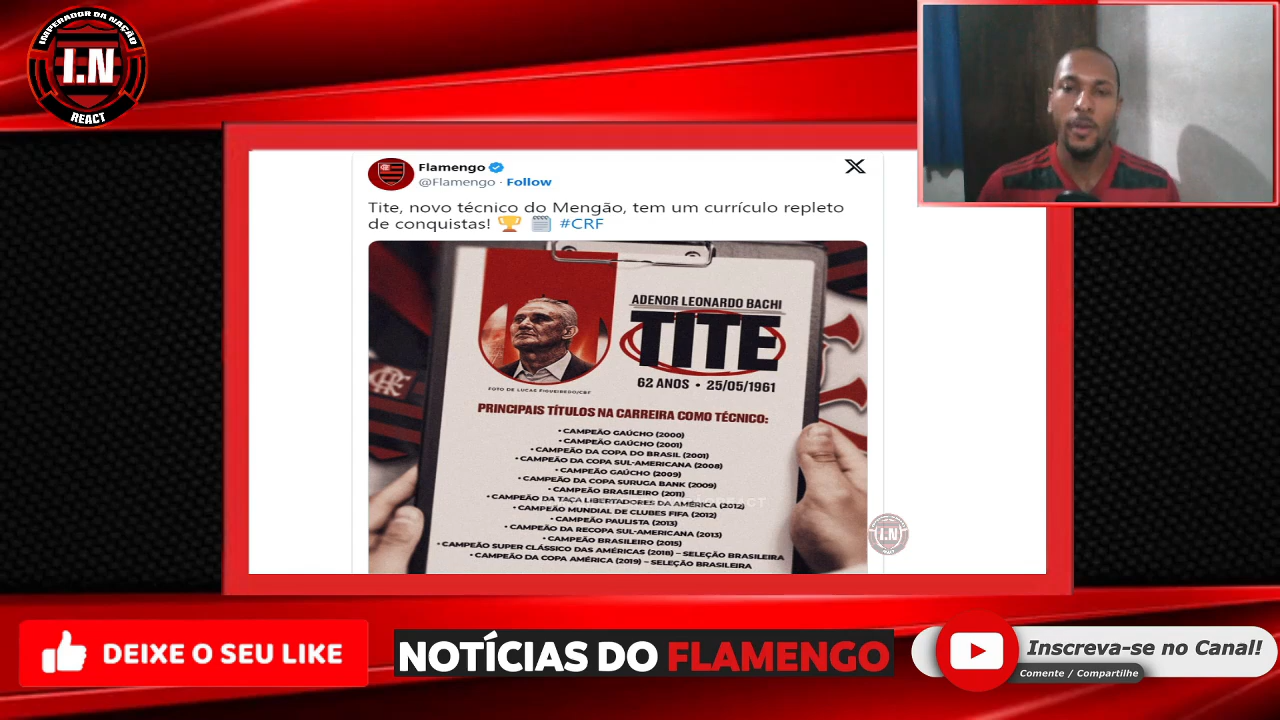 IMPERADOR DA NAÇÃO
I.N
REACT
Flamengo
@Flamengo · Follow
Tite, novo técnico do Mengão, tem um currículo repleto
de conquistas! #CRF
ADENOR LEONARDO BACHI
TITE
62 ANOS • 25/05/1961
FOTO DE LUCAS FIGUEIREDO/CBF
PRINCIPAIS TÍTULOS NA CARREIRA COMO TÉCNICO:
• CAMPEÃO GAÚCHO (2000)
• CAMPEÃO GAÚCHO (2001)
• CAMPEÃO DA COPA DO BRASIL (2001)
• CAMPEÃO DA COPA SUL-AMERICANA (2008)
• CAMPEÃO GAÚCHO (2009)
• CAMPEÃO DA COPA SURUGA BANK (2009)
• CAMPEÃO BRASILEIRO (2011)
• CAMPEÃO DA TAÇA LIBERTADORES DA AMÉRICA (2012)
• CAMPEÃO MUNDIAL DE CLUBES FIFA (2012)
• CAMPEÃO PAULISTA (2013)
• CAMPEÃO DA RECOPA SUL-AMERICANA (2013)
• CAMPEÃO BRASILEIRO (2015)
• CAMPEÃO SUPER CLÁSSICO DAS AMÉRICAS (2018) – SELEÇÃO BRASILEIRA
• CAMPEÃO DA COPA AMÉRICA (2019) – SELEÇÃO BRASILEIRA
I.N
DEIXE O SEU LIKE
NOTÍCIAS DO FLAMENGO
Inscreva-se no Canal!
Comente / Compartilhe